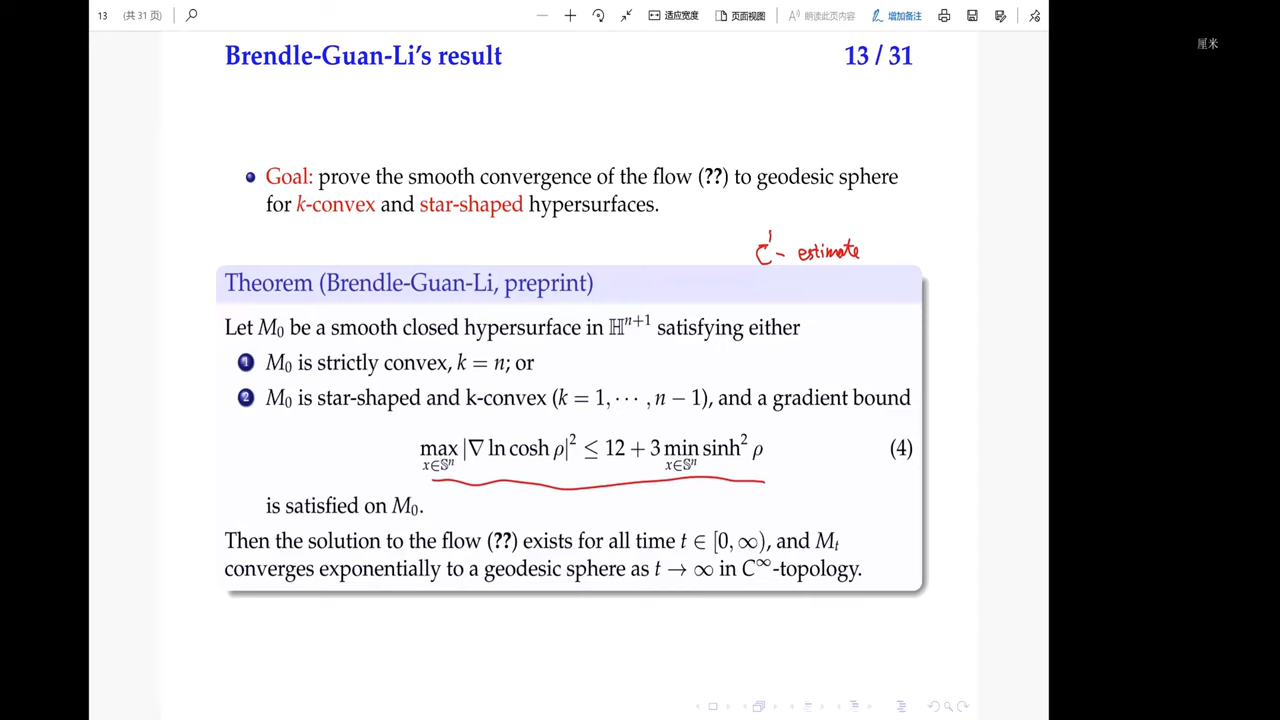 13 (共 31 页) 适应宽度 页面视图 朗读此页内容 增加备注
厘米
Brendle-Guan-Li's result 13 / 31
Goal: prove the smooth convergence of the flow (??) to geodesic sphere
for k-convex and star-shaped hypersurfaces.
C¹- estimate
Theorem (Brendle-Guan-Li, preprint)
Let M₀ be a smooth closed hypersurface in ℍⁿ⁺¹ satisfying either
1 M₀ is strictly convex, k = n; or
2 M₀ is star-shaped and k-convex (k = 1, ··· , n − 1), and a gradient bound
max_{x∈𝕊ⁿ} |∇ ln cosh ρ|² ≤ 12 + 3 min_{x∈𝕊ⁿ} sinh² ρ (4)
is satisfied on M₀.
Then the solution to the flow (??) exists for all time t ∈ [0, ∞), and Mₜ
converges exponentially to a geodesic sphere as t → ∞ in C^∞-topology.